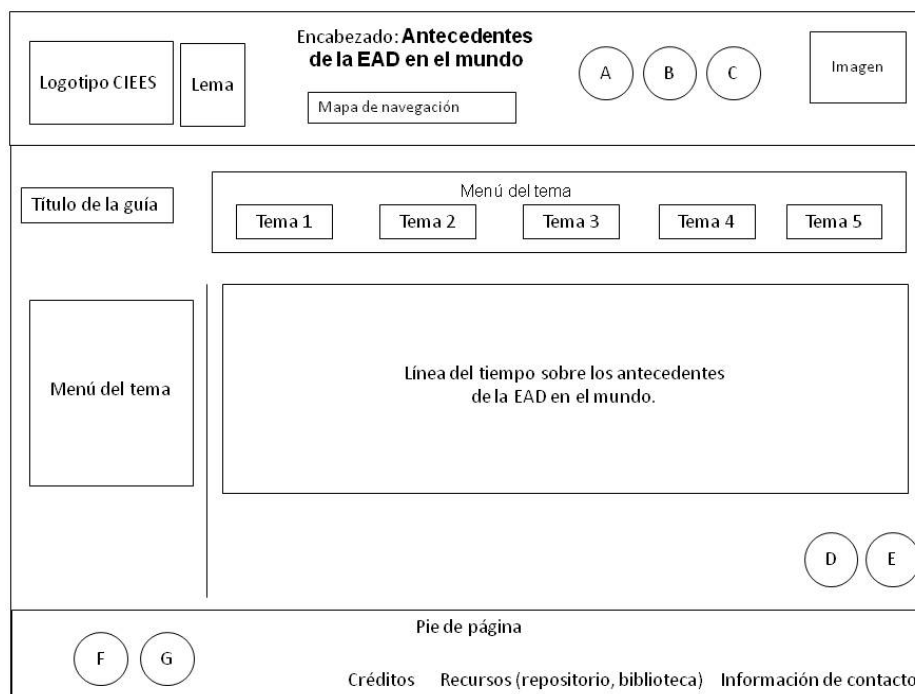 Encabezado: Antecedentes
de la EAD en el mundo
Logotipo CIEES
Lema
Mapa de navegación
A
B
C
Imagen
Título de la guía
Menú del tema
Tema 1
Tema 2
Tema 3
Tema 4
Tema 5
Menú del tema
Línea del tiempo sobre los antecedentes
de la EAD en el mundo.
D
E
Pie de página
F
G
Créditos
Recursos (repositorio, biblioteca)
Información de contacto